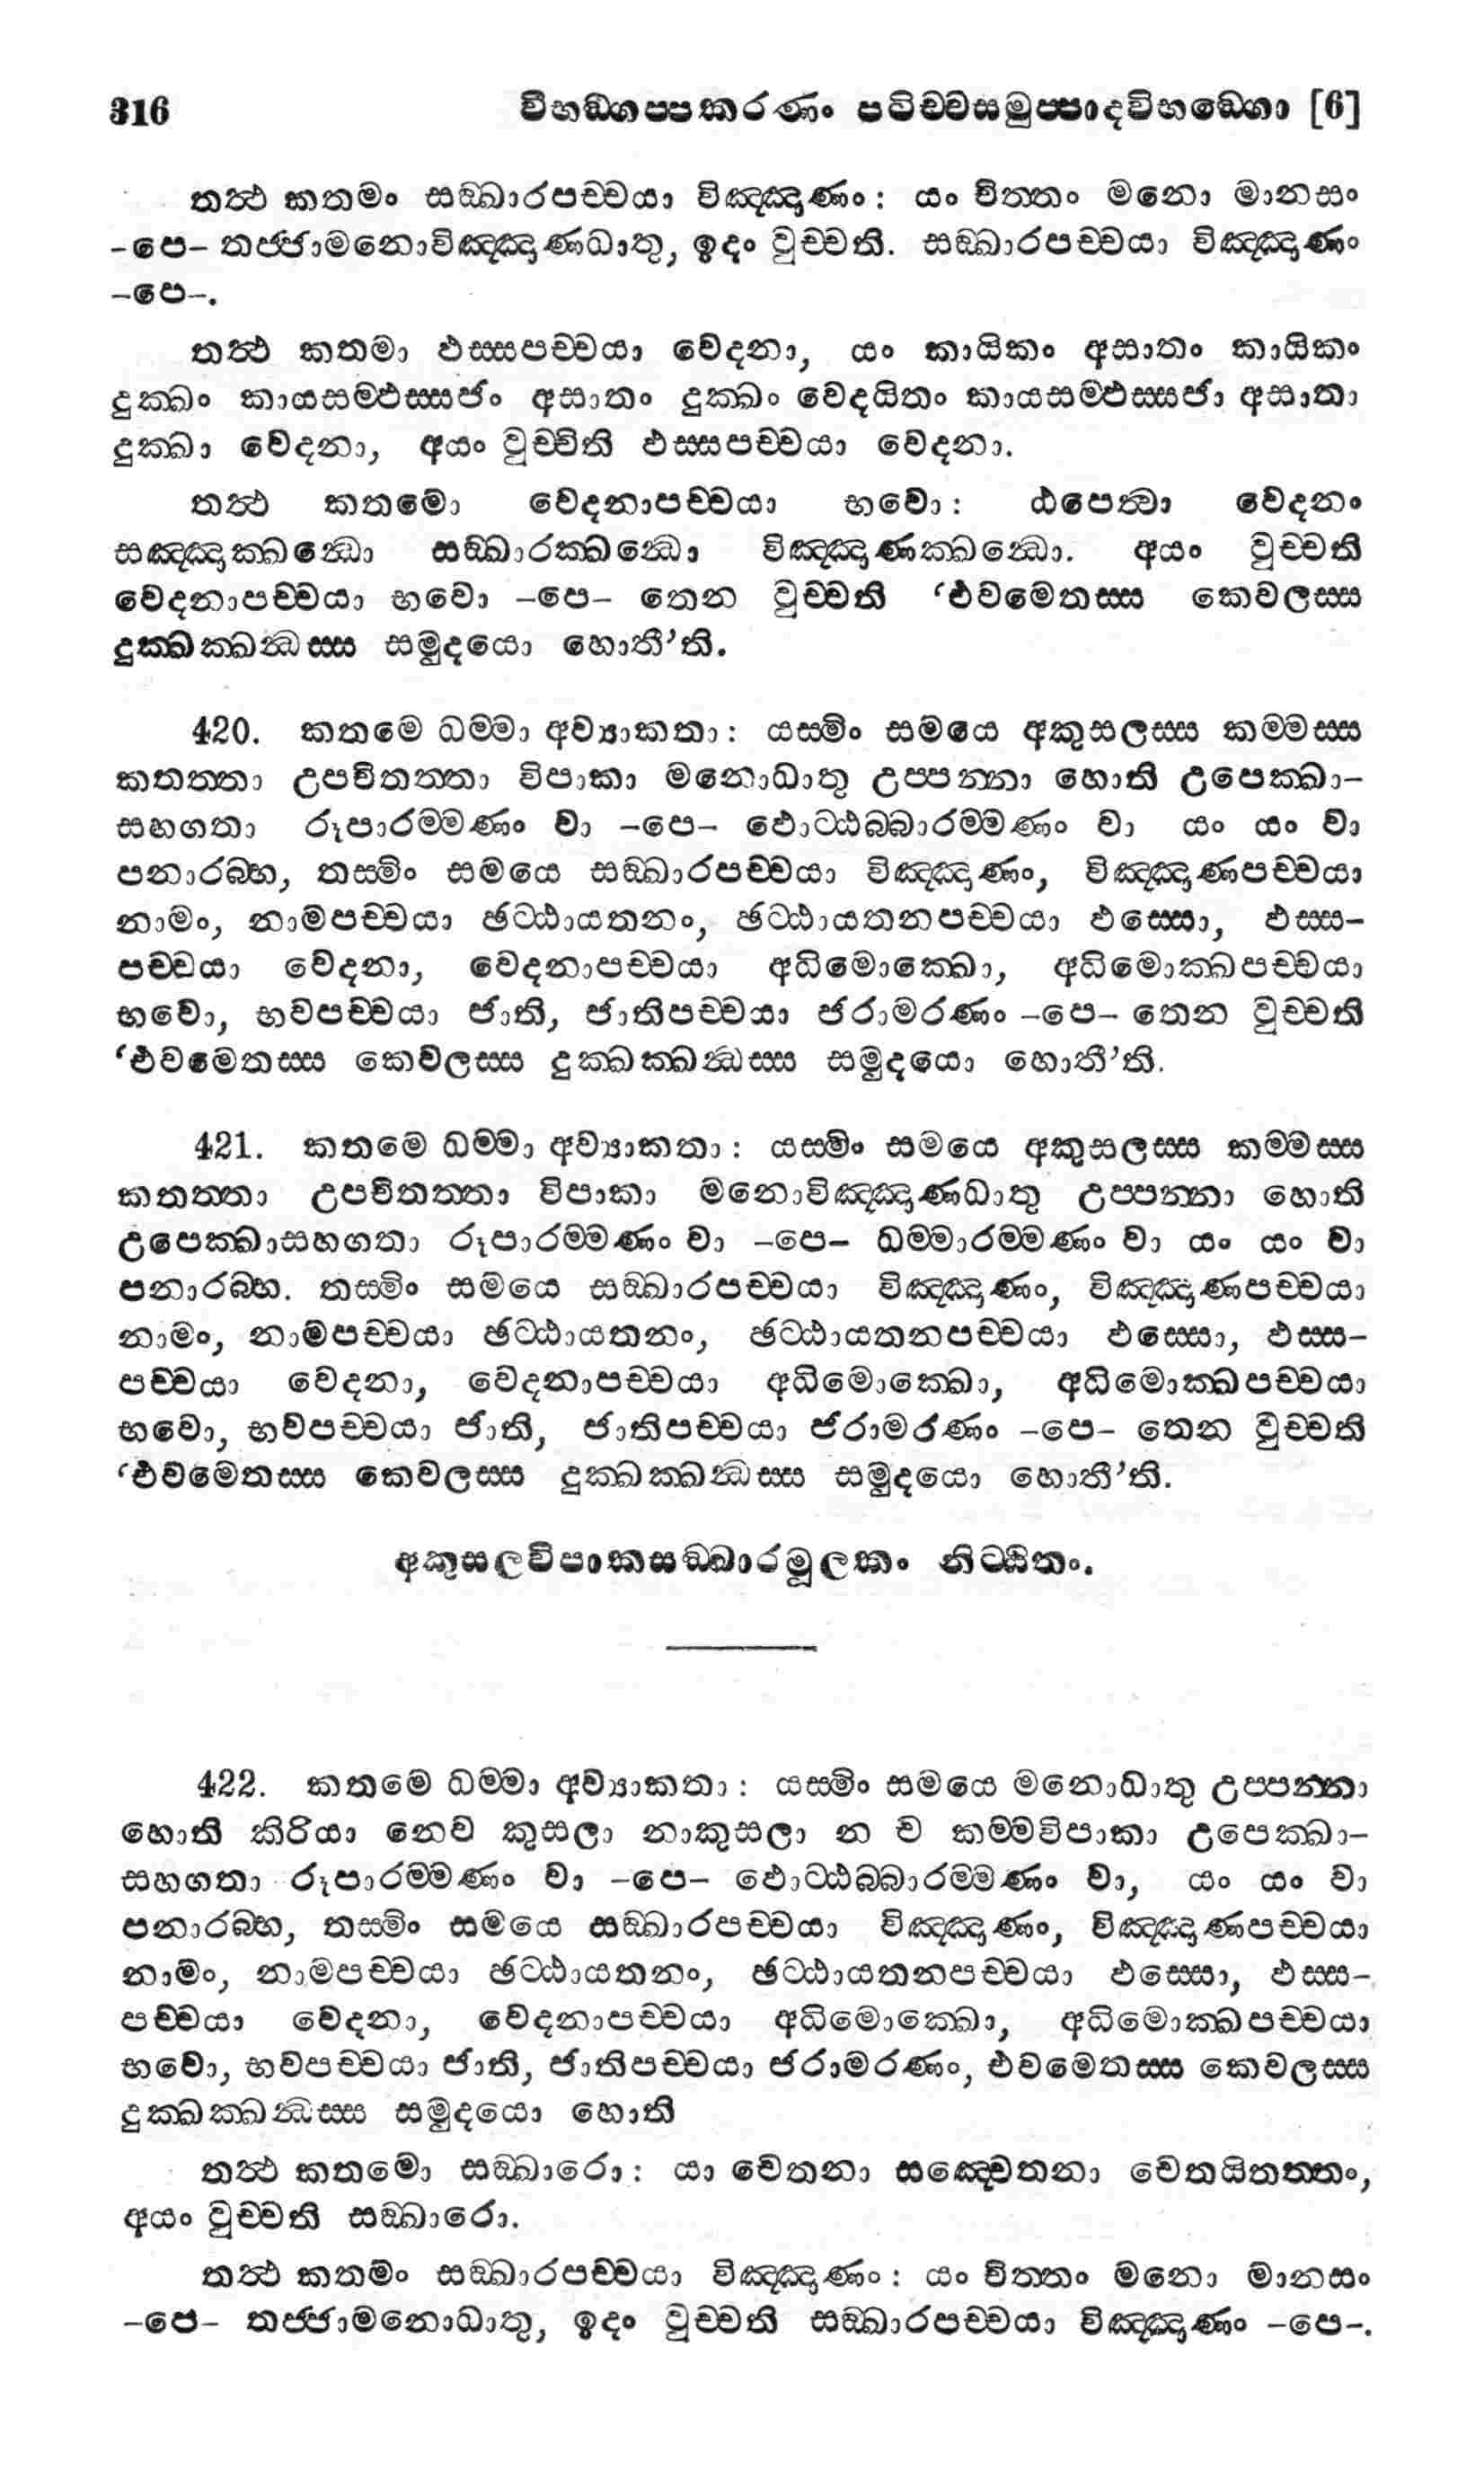 316 විභඞ්ගප්පකරණං පටිච්චසමුප්පාදවිභඞ්ගො [6]
තත්‍ථ කතමං සඞ්ඛාරපච්චයා විඤ්ඤාණං: යං චිත්තං මනො මානසං
–පෙ– තජ්ජාමනොවිඤ්ඤාණධාතු, ඉදං වුච්චති. සඞ්ඛාරපච්චයා විඤ්ඤාණං
–පෙ–.
තත්‍ථ කතමා ඵස්සපච්චයා වේදනා, යං කායිකං අසාතං කායිකං
දුක්ඛං කායසම්ඵස්සජං අසාතං දුක්ඛං වෙදයිතං කායසම්ඵස්සජා අසාතා
දුක්ඛා වේදනා, අයං වුච්චිති ඵස්සපච්චයා වෙදනා.
තත්‍ථ කතමො වෙදනාපච්චයා භවො: ඨපෙත්‍වා වෙදනං
සඤ්ඤාක්ඛන්‍ධො සඞ්ඛාරක්ඛන්‍ධො විඤ්ඤාණක්ඛන්‍ධො. අයං වුච්චති
වෙදනාපච්චයා භවො –පෙ– තෙන වුච්චති ‘එවමෙතස්ස කෙවලස්ස
දුක්ඛක්ඛන්‍ධස්ස සමුදයො හොතී’ති.
420. කතමෙ ධම්මා අව්‍යාකතා: යස්මිං සමයෙ අකුසලස්ස කම්මස්ස
කතත්තා උපචිතත්තා විපාකා මනොධාතු උප්පන්නා හොති උපෙක්ඛා–
සහගතා රූපාරම්මණං වා –පෙ– ඵොට්ඨබ්බාරම්මණං වා යං යං වා
පනාරබ්භ, තස්මිං සමයෙ සඞ්ඛාරපච්චයා විඤ්ඤාණං, විඤ්ඤාණපච්චයා
නාමං, නාමපච්චයා ඡට්ඨායතනං, ඡට්ඨායතනපච්චයා ඵස්සො, ඵස්ස–
පච්චයා වේදනා, වෙදනාපච්චයා අධිමොක්ඛො, අධිමොක්ඛපච්චයා
භවො, භවපච්චයා ජාති, ජාතිපච්චයා ජරාමරණං –පෙ– තෙන වුච්චති
‘එවමෙතස්ස කෙවලස්ස දුක්ඛක්ඛන්‍ධස්ස සමුදයො හොතී’ති.
421. කතමෙ ධම්මා අව්‍යාකතා: යස්මිං සමයෙ අකුසලස්ස කම්මස්ස
කතත්තා උපචිතත්තා විපාකා මනොවිඤ්ඤාණධාතු උප්පන්නා හොති
උපෙක්ඛාසහගතා රූපාරම්මණං වා –පෙ– ධම්මාරම්මණං වා යං යං වා
පනාරබ්භ. තස්මිං සමයෙ සඞ්ඛාරපච්චයා විඤ්ඤාණං, විඤ්ඤාණපච්චයා
නාමං, නාමපච්චයා ඡට්ඨායතනං, ඡට්ඨායතනපච්චයා ඵස්සො, ඵස්ස–
පච්චයා වෙදනා, වෙදනාපච්චයා අධිමොක්ඛො, අධිමොක්ඛපච්චයා
භවො, භවපච්චයා ජාති, ජාතිපච්චයා ජරාමරණං –පෙ– තෙන වුච්චති
‘එවමෙතස්ස කෙවලස්ස දුක්ඛක්ඛන්‍ධස්ස සමුදයො හොතී’ති.
අකුසලවිපාකසඞ්ඛාරමූලකං නිට්ඨිතං.
422. කතමෙ ධම්මා අව්‍යාකතා: යස්මිං සමයෙ මනොධාතු උප්පන්නා
හොති කිරියා නෙව කුසලා නාකුසලා න ච කම්මවිපාකා උපෙක්ඛා–
සහගතා රූපාරම්මණං වා –පෙ– ඵොට්ඨබ්බාරම්මණං වා, යං යං වා
පනාරබ්භ, තස්මිං සමයෙ සඞ්ඛාරපච්චයා විඤ්ඤාණං, විඤ්ඤාණපච්චයා
නාමං, නාමපච්චයා ඡට්ඨායතනං, ඡට්ඨායතනපච්චයා ඵස්සො, ඵස්ස–
පච්චයා වෙදනා, වෙදනාපච්චයා අධිමොක්ඛො, අධිමොක්ඛපච්චයා
භවො, භවපච්චයා ජාති, ජාතිපච්චයා ජරාමරණං, එවමෙතස්ස කෙවලස්ස
දුක්ඛක්ඛන්‍ධස්ස සමුදයො හොති
තත්‍ථ කතමො සඞ්ඛාරො: යා චෙතනා සඤ්චෙතනා චෙතයිතත්තං,
අයං වුච්චති සඞ්ඛාරො.
තත්‍ථ කතමං සඞ්ඛාරපච්චයා විඤ්ඤාණං: යං චිත්තං මනො මානසං
–පෙ– තජ්ජාමනොධාතු, ඉදං වුච්චති සඞ්ඛාරපච්චයා විඤ්ඤාණං –පෙ–.